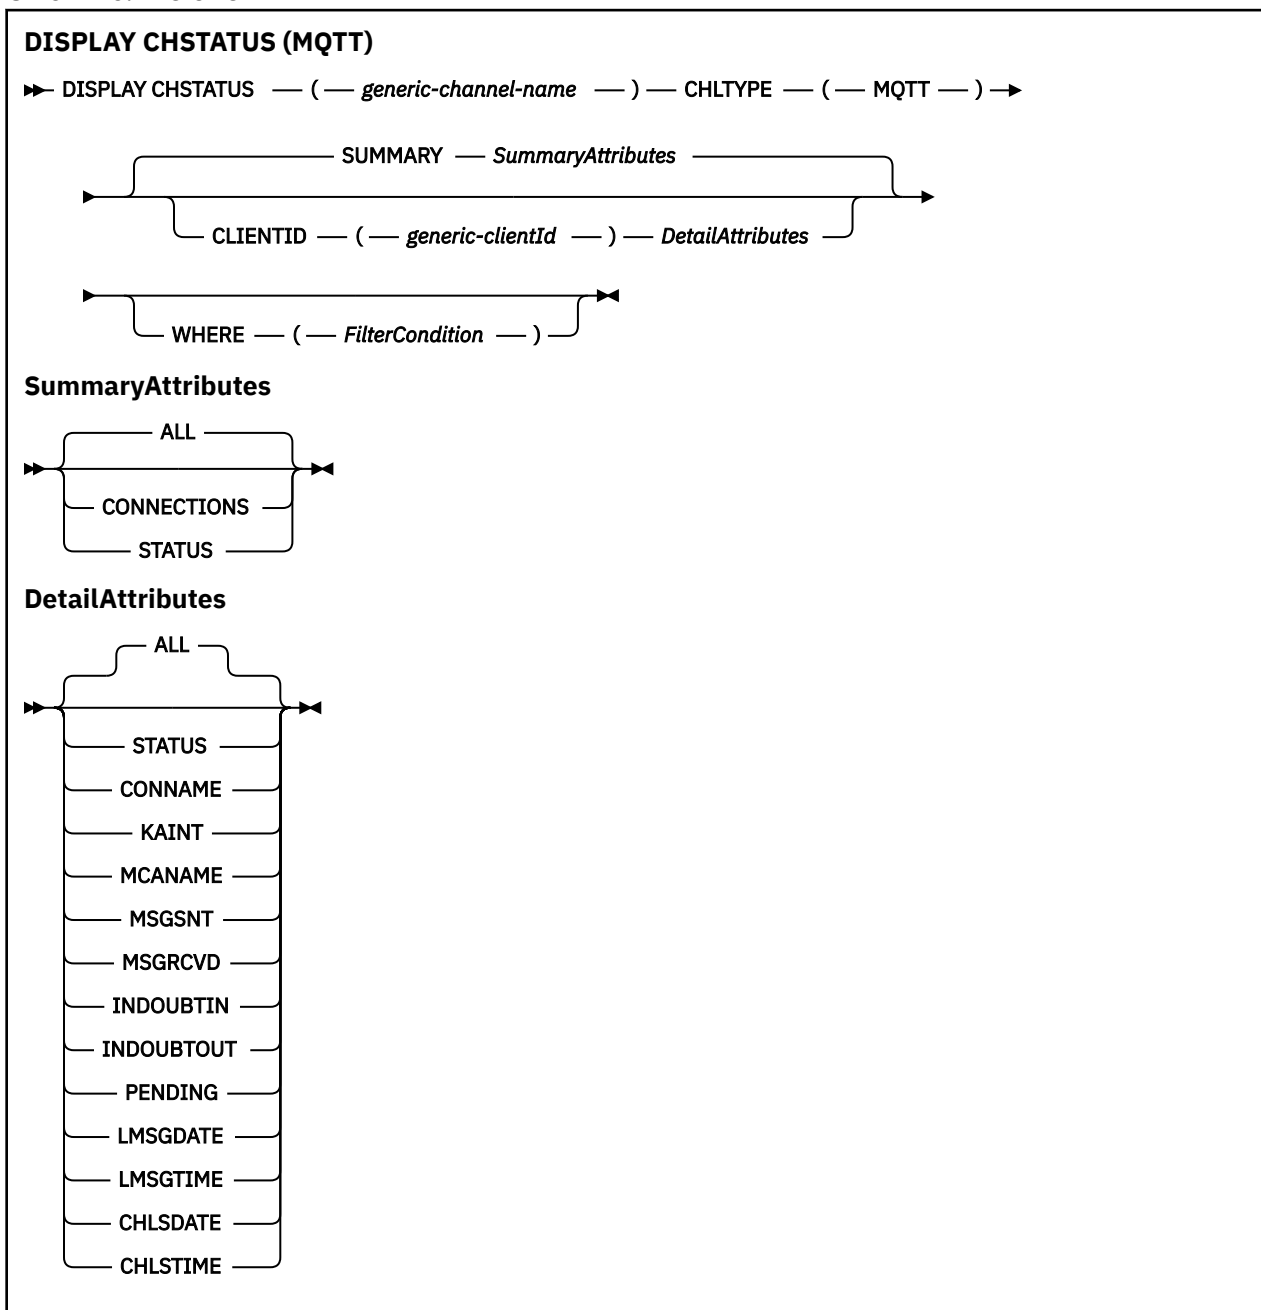 DISPLAY CHSTATUS (MQTT)
DISPLAY CHSTATUS ( generic-channel-name ) CHLTYPE ( MQTT )
SUMMARY SummaryAttributes
CLIENTID ( generic-clientId ) DetailAttributes
WHERE ( FilterCondition )
SummaryAttributes
ALL
CONNECTIONS
STATUS
DetailAttributes
ALL
STATUS
CONNAME
KAINT
MCANAME
MSGSNT
MSGRCVD
INDOUBTIN
INDOUBTOUT
PENDING
LMSGDATE
LMSGTIME
CHLSDATE
CHLSTIME